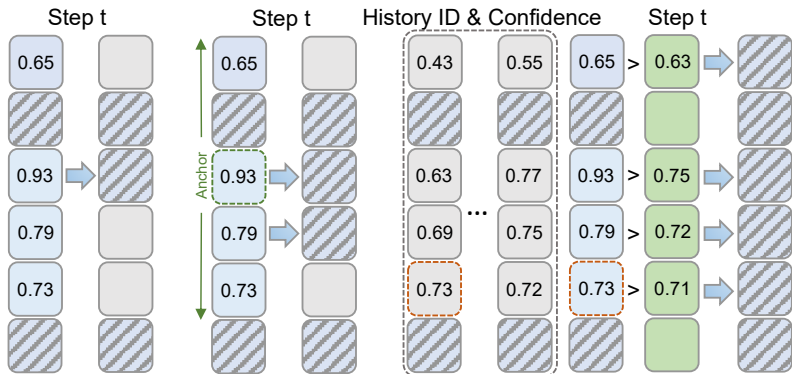 Step t
0.65
0.93
0.79
0.73
Step t
Anchor
0.65
0.93
0.79
0.73
History ID & Confidence
Step t
0.43 0.55 0.65 > 0.63
0.63 0.77 0.93 > 0.75
0.69 ... 0.75 0.79 > 0.72
0.73 0.72 0.73 > 0.71